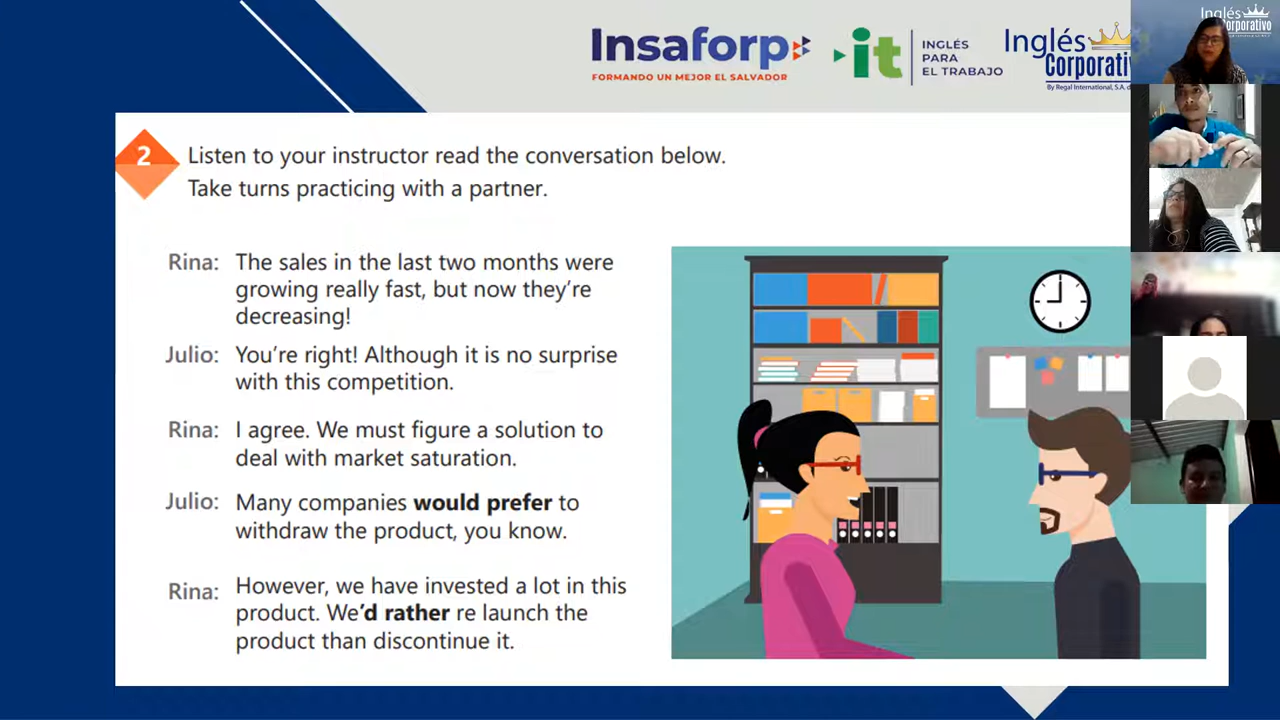 Insaforp
FORMANDO UN MEJOR EL SALVADOR
it
INGLÉS
PARA
EL TRABAJO
Inglés
Corporativ
By Regal International, S.A. d
Inglés
Corporativo
2
Listen to your instructor read the conversation below.
Take turns practicing with a partner.
Rina: The sales in the last two months were
growing really fast, but now they're
decreasing!
Julio: You're right! Although it is no surprise
with this competition.
Rina: I agree. We must figure a solution to
deal with market saturation.
Julio: Many companies would prefer to
withdraw the product, you know.
Rina: However, we have invested a lot in this
product. We'd rather re launch the
product than discontinue it.